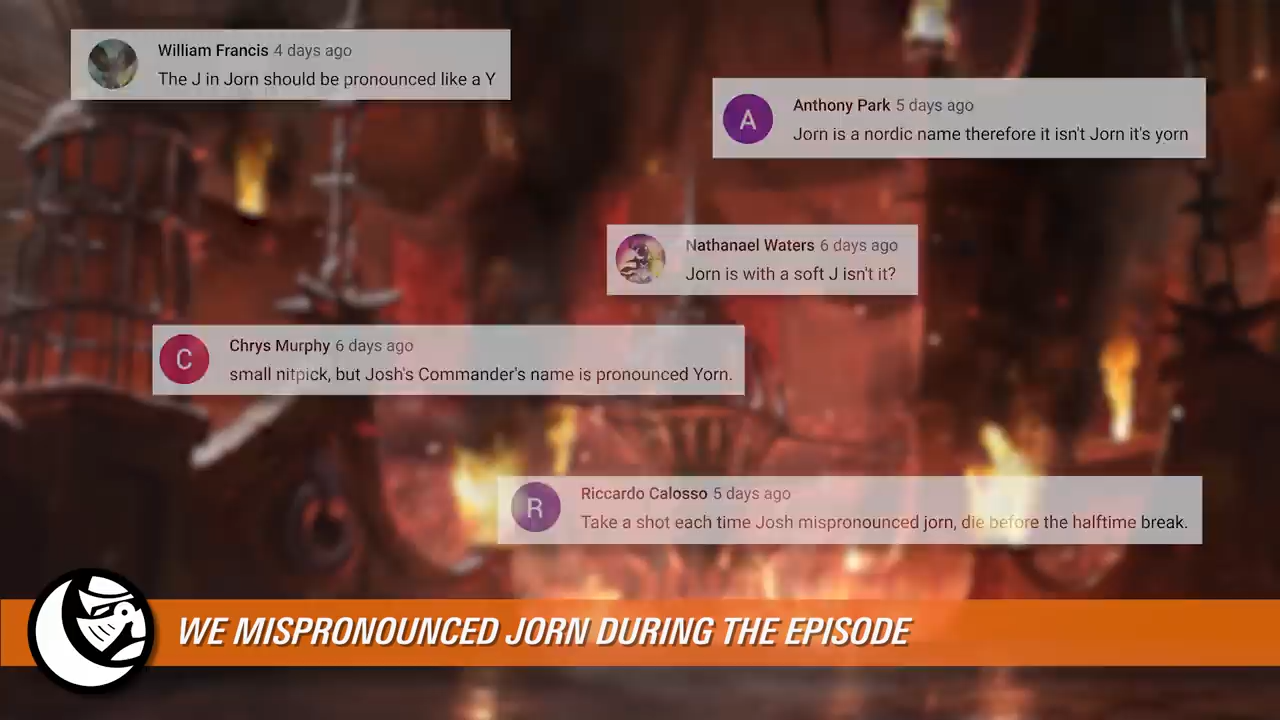 William Francis 4 days ago
The J in Jorn should be pronounced like a Y
A
Anthony Park 5 days ago
Jorn is a nordic name therefore it isn't Jorn it's yorn
Nathanael Waters 6 days ago
Jorn is with a soft J isn't it?
C
Chrys Murphy 6 days ago
small nitpick, but Josh's Commander's name is pronounced Yorn.
R
Riccardo Calosso 5 days ago
Take a shot each time Josh mispronounced jorn, die before the halftime break.
WE MISPRONOUNCED JORN DURING THE EPISODE